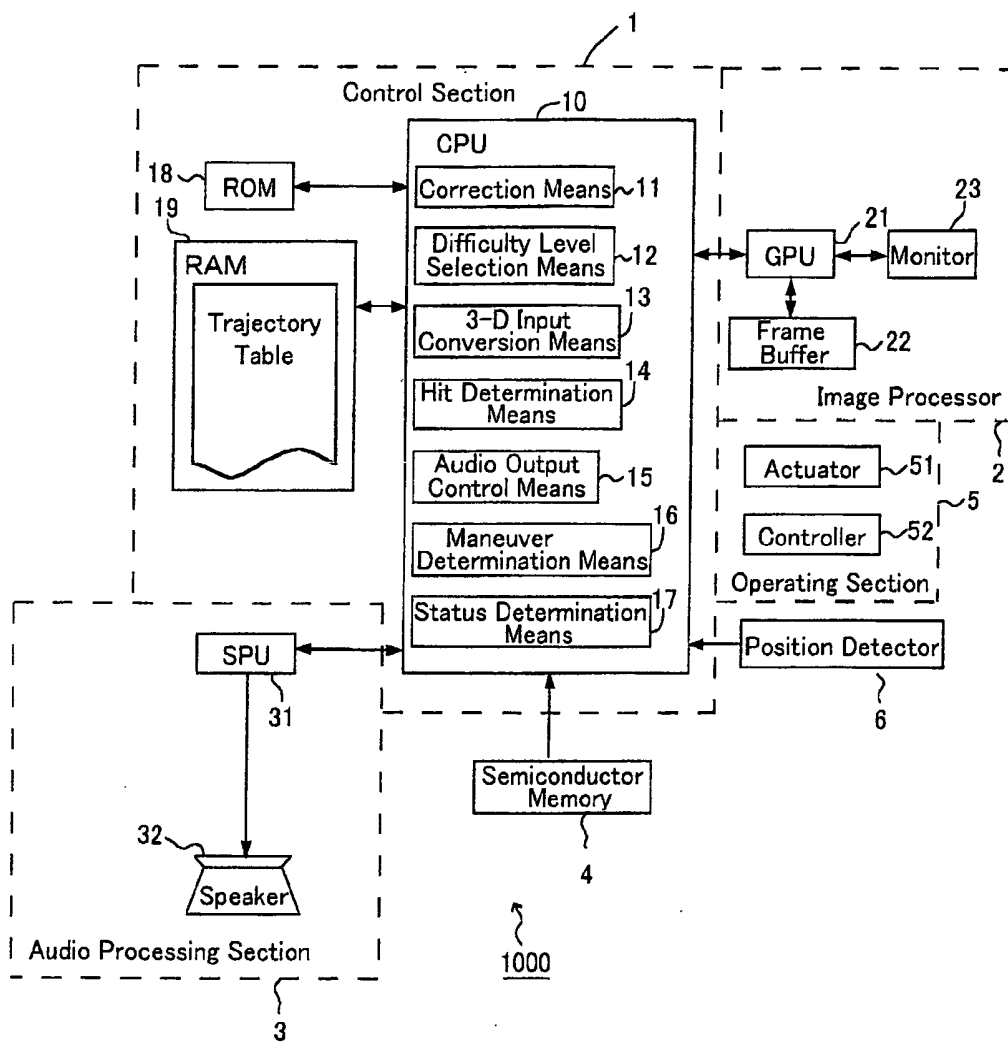 1
Control Section
10
CPU
18
ROM
Correction Means
11
19
RAM
Trajectory
Table
Difficulty Level
Selection Means
12
13
3-D Input
Conversion Means
14
Hit Determination
Means
Audio Output
Control Means
15
16
Maneuver
Determination Means
17
Status Determination
Means
21
GPU
23
Monitor
Frame
Buffer
22
Image Processor
2
Actuator
51
5
Controller
52
Operating Section
Position Detector
6
SPU
31
Semiconductor
Memory
4
32
Speaker
Audio Processing Section
3
1000